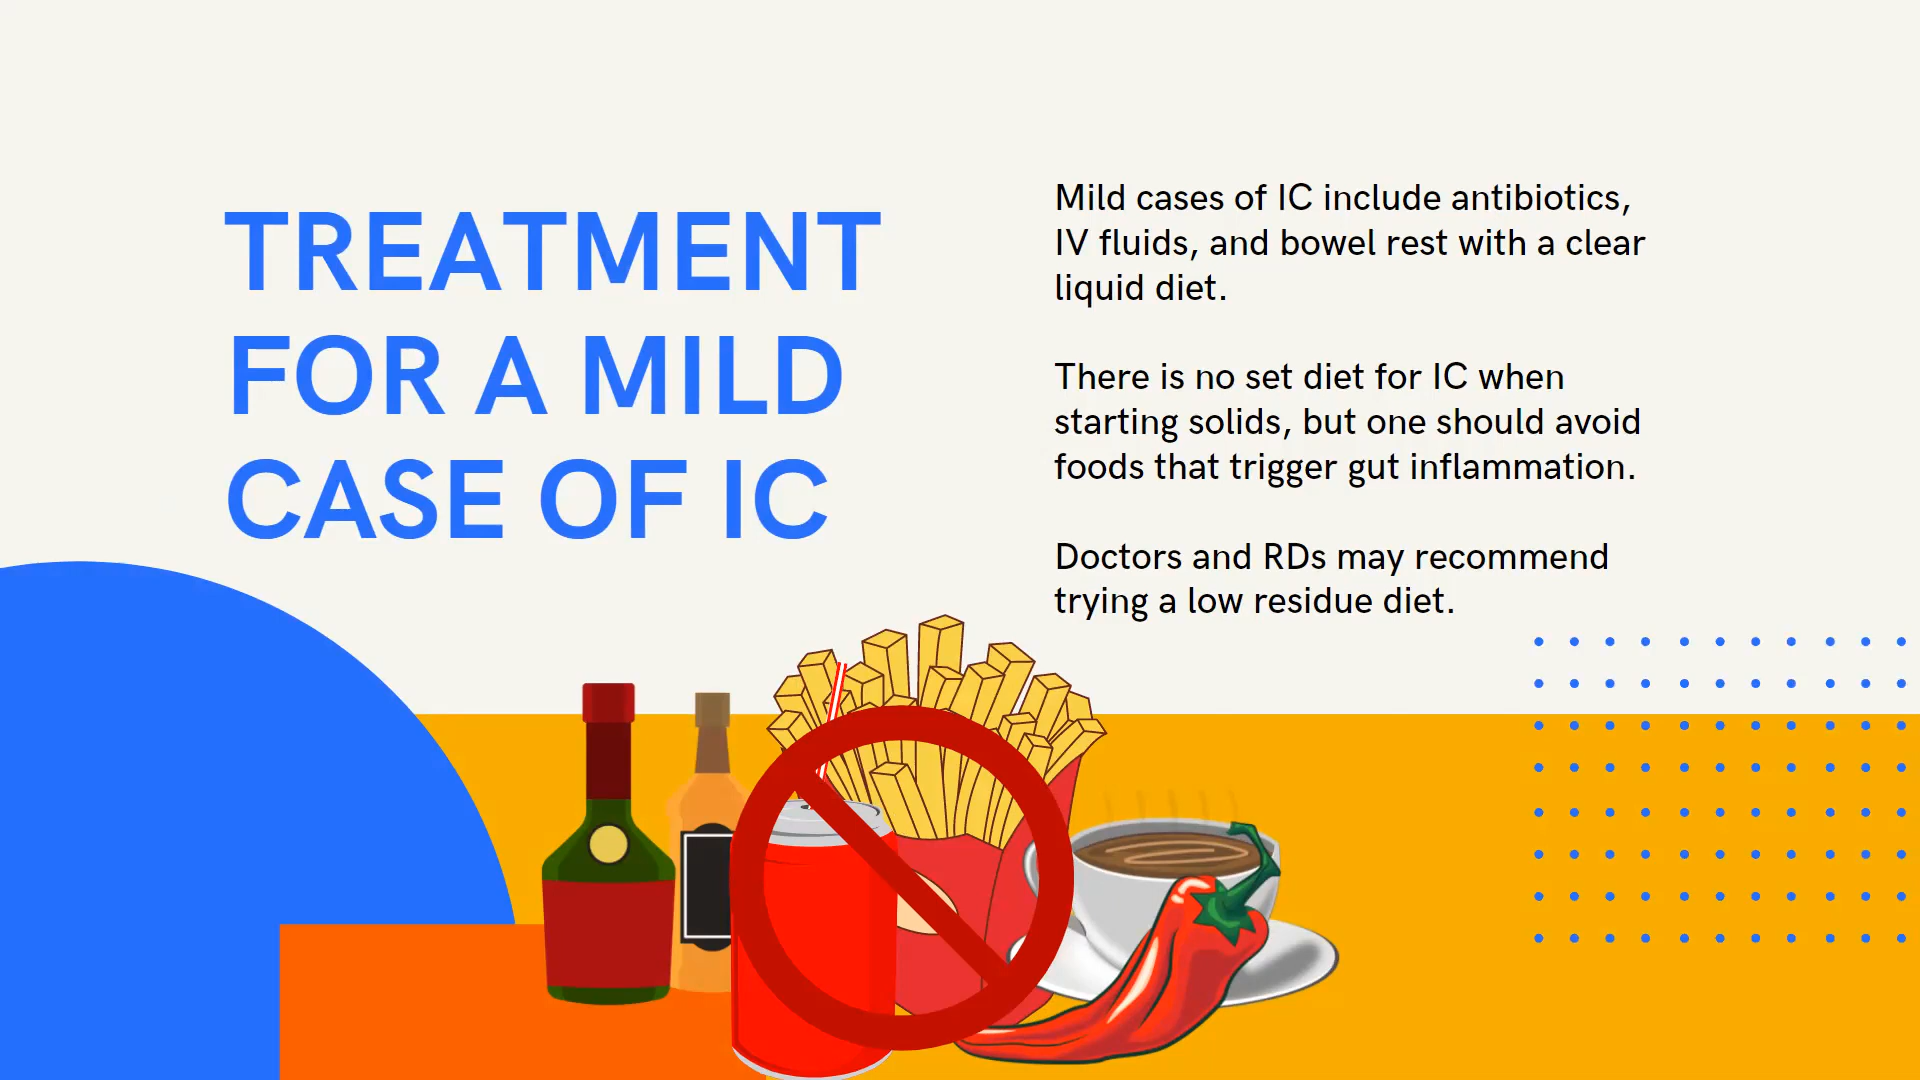 TREATMENT
FOR A MILD
CASE OF IC
Mild cases of IC include antibiotics,
IV fluids, and bowel rest with a clear
liquid diet.
There is no set diet for IC when
starting solids, but one should avoid
foods that trigger gut inflammation.
Doctors and RDs may recommend
trying a low residue diet.